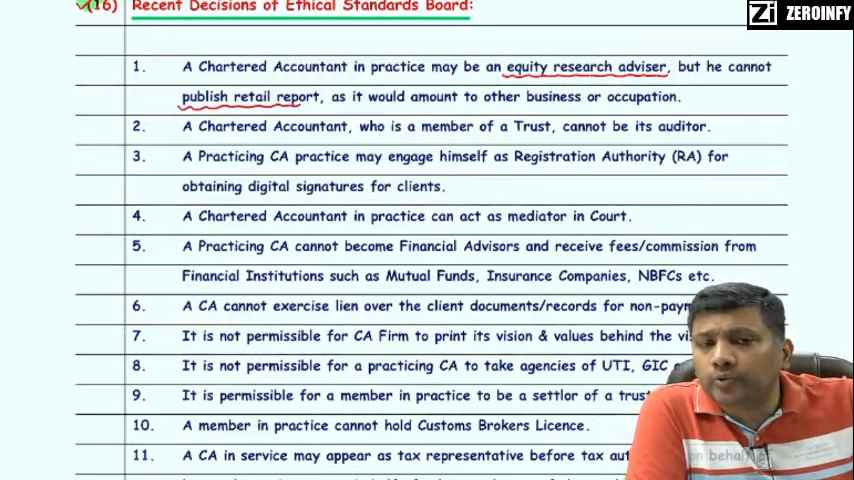 Zi ZEROINFY
(16) Recent Decisions of Ethical Standards Board:
1. A Chartered Accountant in practice may be an equity research adviser, but he cannot
publish retail report, as it would amount to other business or occupation.
2. A Chartered Accountant, who is a member of a Trust, cannot be its auditor.
3. A Practicing CA practice may engage himself as Registration Authority (RA) for
obtaining digital signatures for clients.
4. A Chartered Accountant in practice can act as mediator in Court.
5. A Practicing CA cannot become Financial Advisors and receive fees/commission from
Financial Institutions such as Mutual Funds, Insurance Companies, NBFCs etc.
6. A CA cannot exercise lien over the client documents/records for
7. It is not permissible for CA Firm to print its vision & values behind the
8. It is not permissible for a practicing CA to take agencies of UTI, GIC
9. It is permissible for a member in practice to be a settlor of a trust
10. A member in practice cannot hold Customs Brokers Licence.
11. A CA in service may appear as tax representative before tax on behalf of